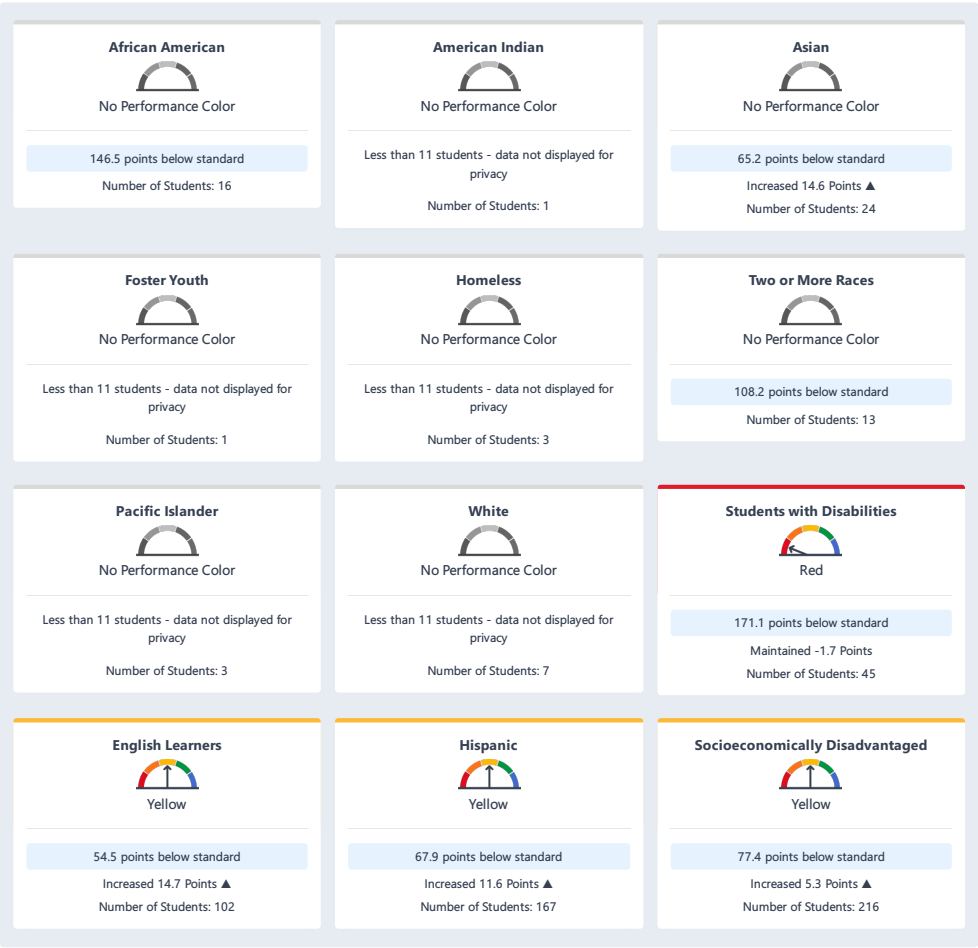 African American
No Performance Color
146.5 points below standard
Number of Students: 16
American Indian
No Performance Color
Less than 11 students - data not displayed for
privacy
Number of Students: 1
Asian
No Performance Color
65.2 points below standard
Increased 14.6 Points ▲
Number of Students: 24
Foster Youth
No Performance Color
Less than 11 students - data not displayed for
privacy
Number of Students: 1
Homeless
No Performance Color
Less than 11 students - data not displayed for
privacy
Number of Students: 3
Two or More Races
No Performance Color
108.2 points below standard
Number of Students: 13
Pacific Islander
No Performance Color
Less than 11 students - data not displayed for
privacy
Number of Students: 3
White
No Performance Color
Less than 11 students - data not displayed for
privacy
Number of Students: 7
Students with Disabilities
Red
171.1 points below standard
Maintained -1.7 Points
Number of Students: 45
English Learners
Yellow
54.5 points below standard
Increased 14.7 Points ▲
Number of Students: 102
Hispanic
Yellow
67.9 points below standard
Increased 11.6 Points ▲
Number of Students: 167
Socioeconomically Disadvantaged
Yellow
77.4 points below standard
Increased 5.3 Points ▲
Number of Students: 216